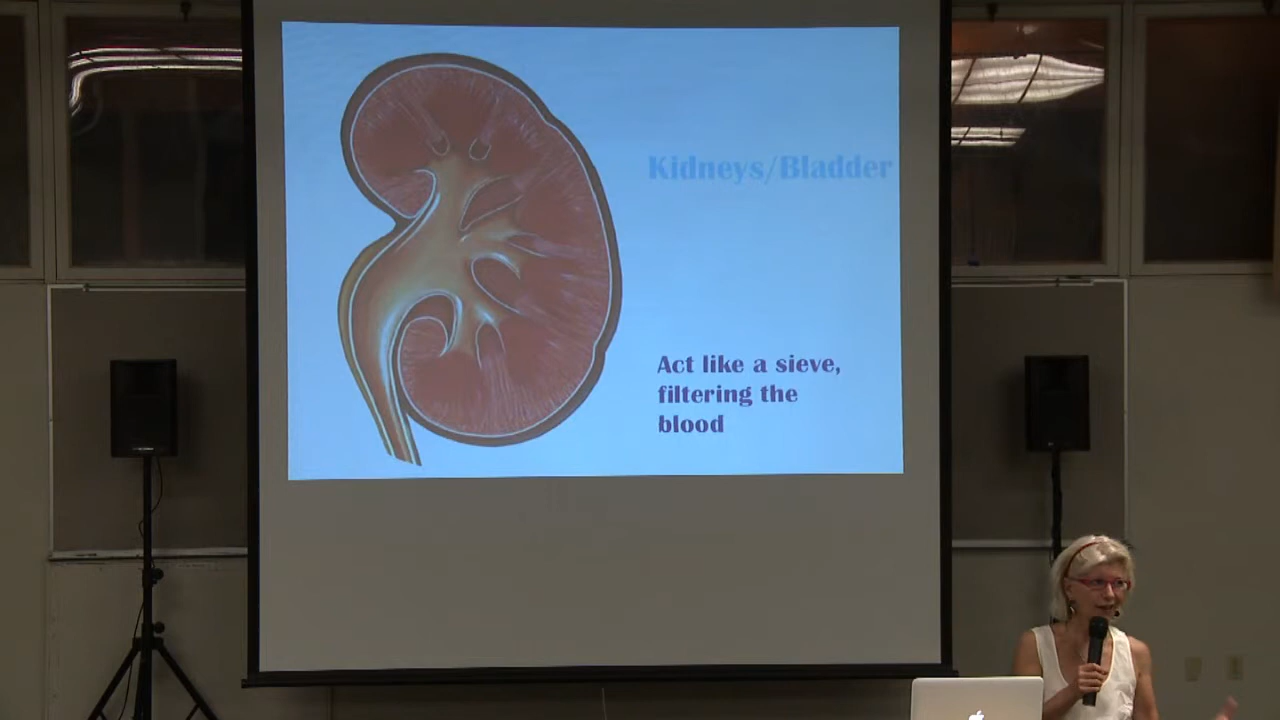 Kidneys/Bladder
Act like a sieve,
filtering the
blood